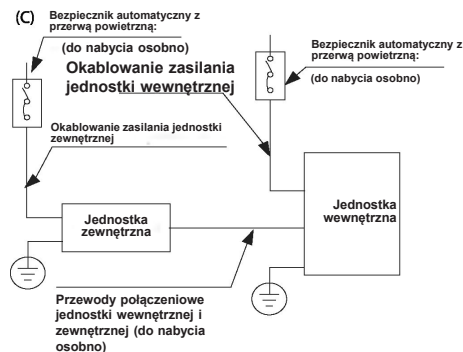 (C)
Bezpiecznik automatyczny z
przerwą powietrzną:
(do nabycia osobno)
Okablowanie zasilania
jednostki wewnętrznej
Bezpiecznik automatyczny z
przerwą powietrzną:
(do nabycia osobno)
Okablowanie zasilania jednostki
zewnętrznej
Jednostka
zewnętrzna
Jednostka
wewnętrzna
Przewody połączeniowe
jednostki wewnętrznej i
zewnętrznej (do nabycia
osobno)